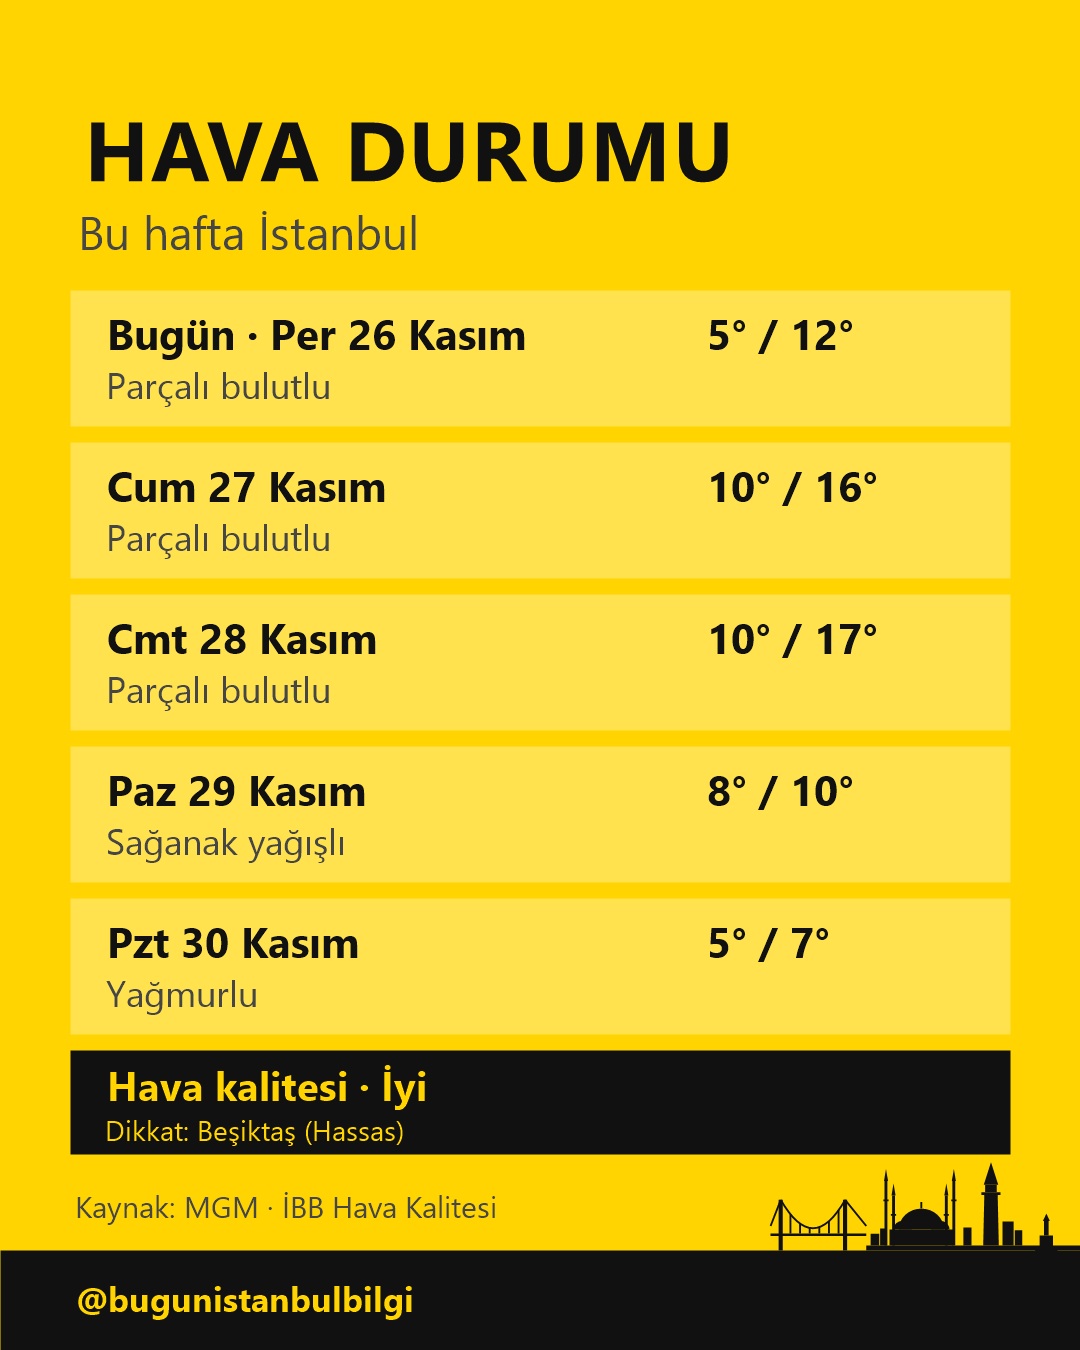 HAVA DURUMU
Bu hafta İstanbul
Bugün · Per 26 Kasım 5° / 12°
Parçalı bulutlu
Cum 27 Kasım 10° / 16°
Parçalı bulutlu
Cmt 28 Kasım 10° / 17°
Parçalı bulutlu
Paz 29 Kasım 8° / 10°
Sağanak yağışlı
Pzt 30 Kasım 5° / 7°
Yağmurlu
Hava kalitesi · İyi
Dikkat: Beşiktaş (Hassas)
Kaynak: MGM · İBB Hava Kalitesi
@bugunistanbulbilgi